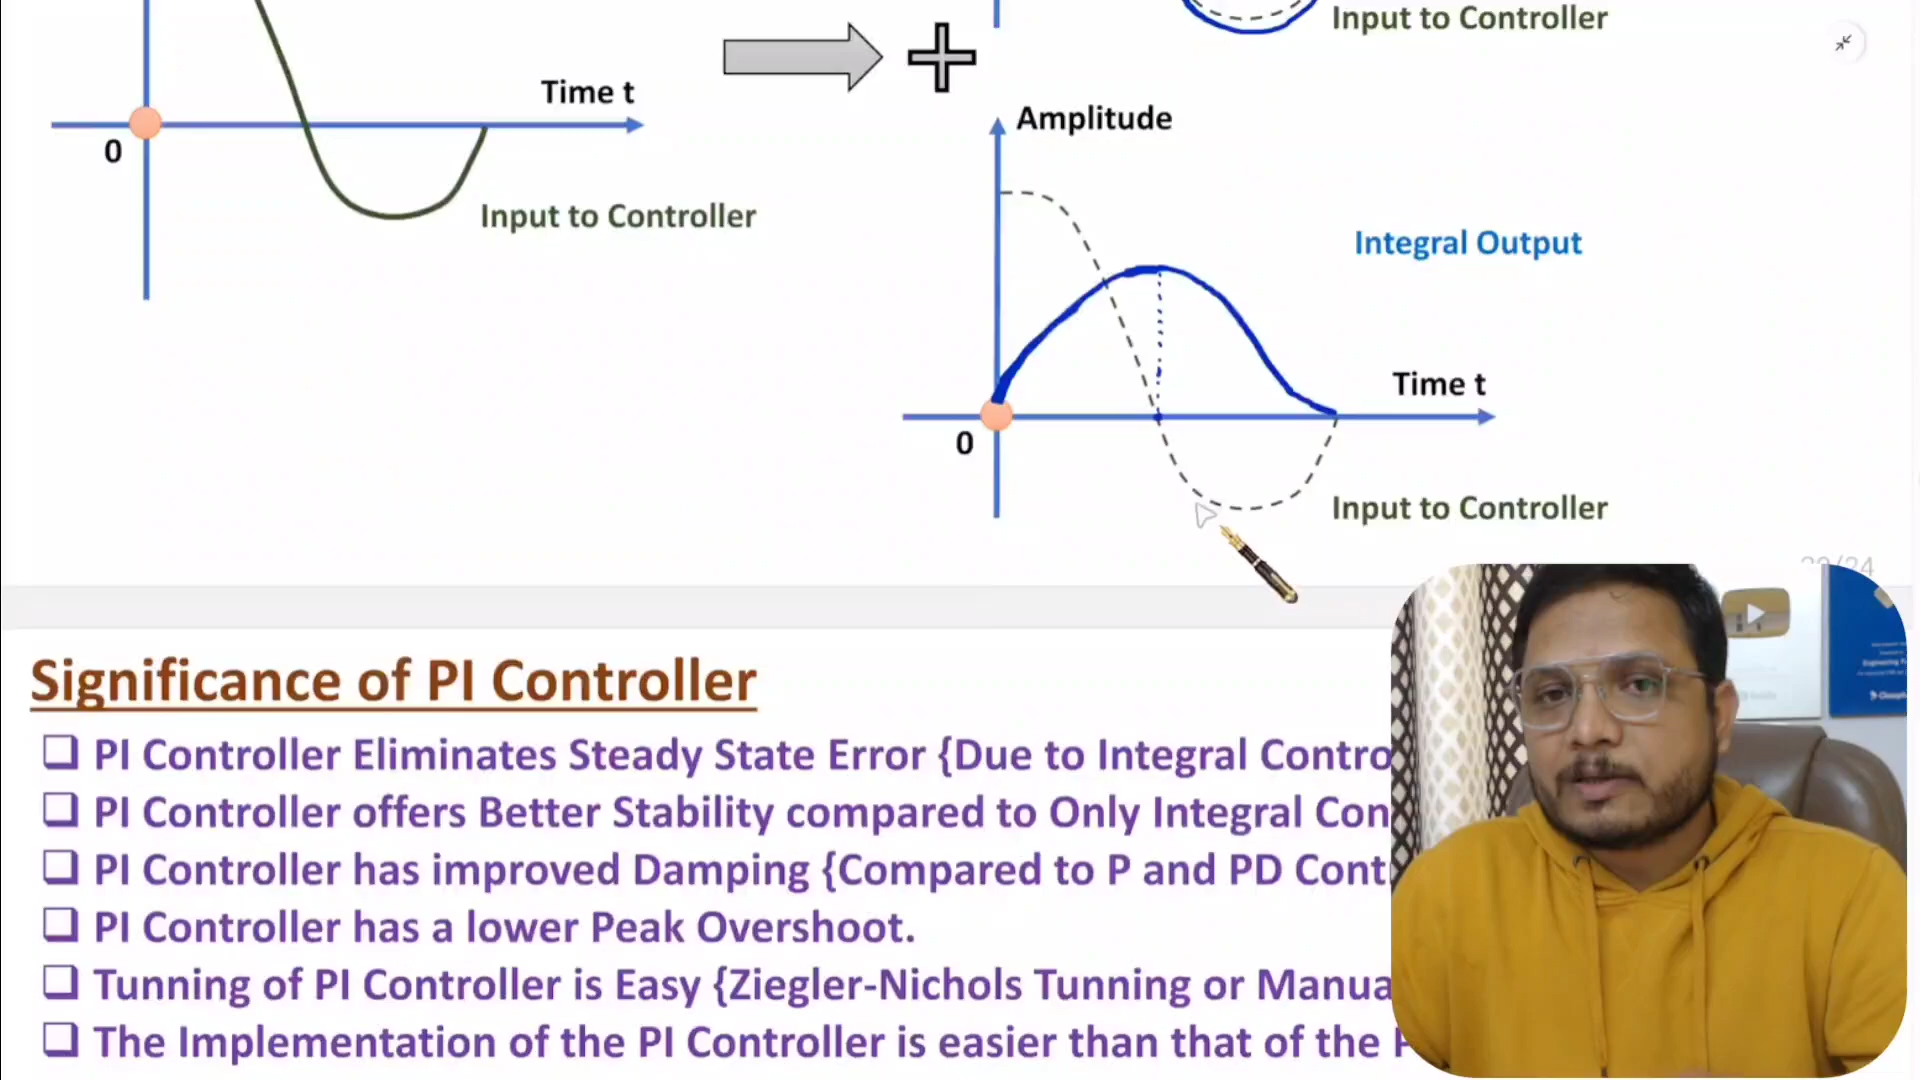 Input to Controller
Time t
0
Input to Controller
Amplitude
Integral Output
Time t
0
Input to Controller
Significance of PI Controller
❑ PI Controller Eliminates Steady State Error {Due to Integral Contro
❑ PI Controller offers Better Stability compared to Only Integral Con
❑ PI Controller has improved Damping {Compared to P and PD Cont
❑ PI Controller has a lower Peak Overshoot.
❑ Tunning of PI Controller is Easy {Ziegler-Nichols Tunning or Manua
❑ The Implementation of the PI Controller is easier than that of the